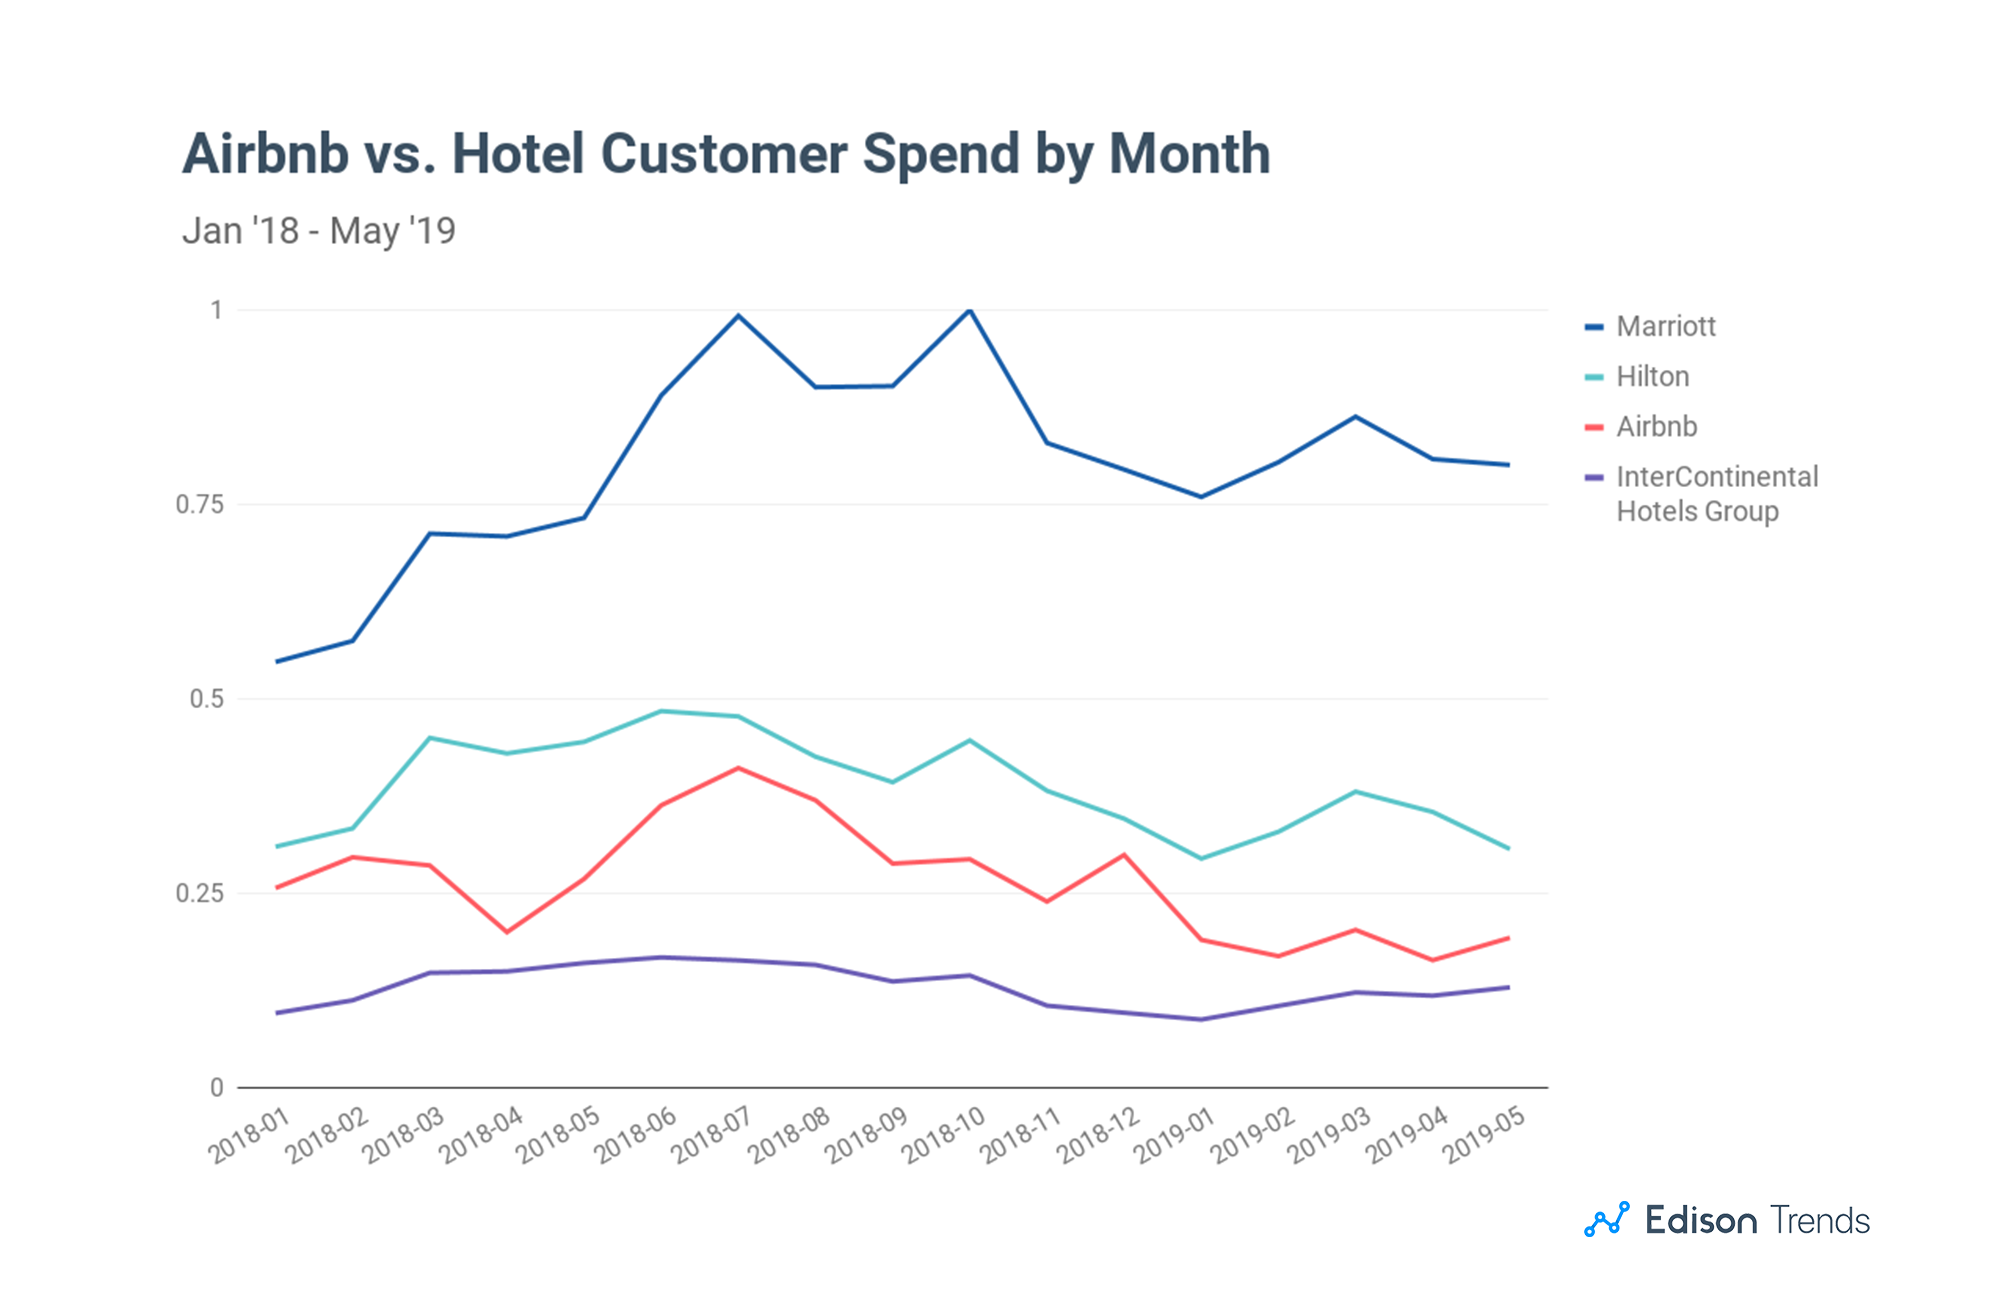 Airbnb vs. Hotel Customer Spend by Month
Jan '18 - May '19
1
0.75
0.5
0.25
0
2018-01
2018-02
2018-03
2018-04
2018-05
2018-06
2018-07
2018-08
2018-09
2018-10
2018-11
2018-12
2019-01
2019-02
2019-03
2019-04
2019-05
Marriott
Hilton
Airbnb
InterContinental
Hotels Group
Edison Trends